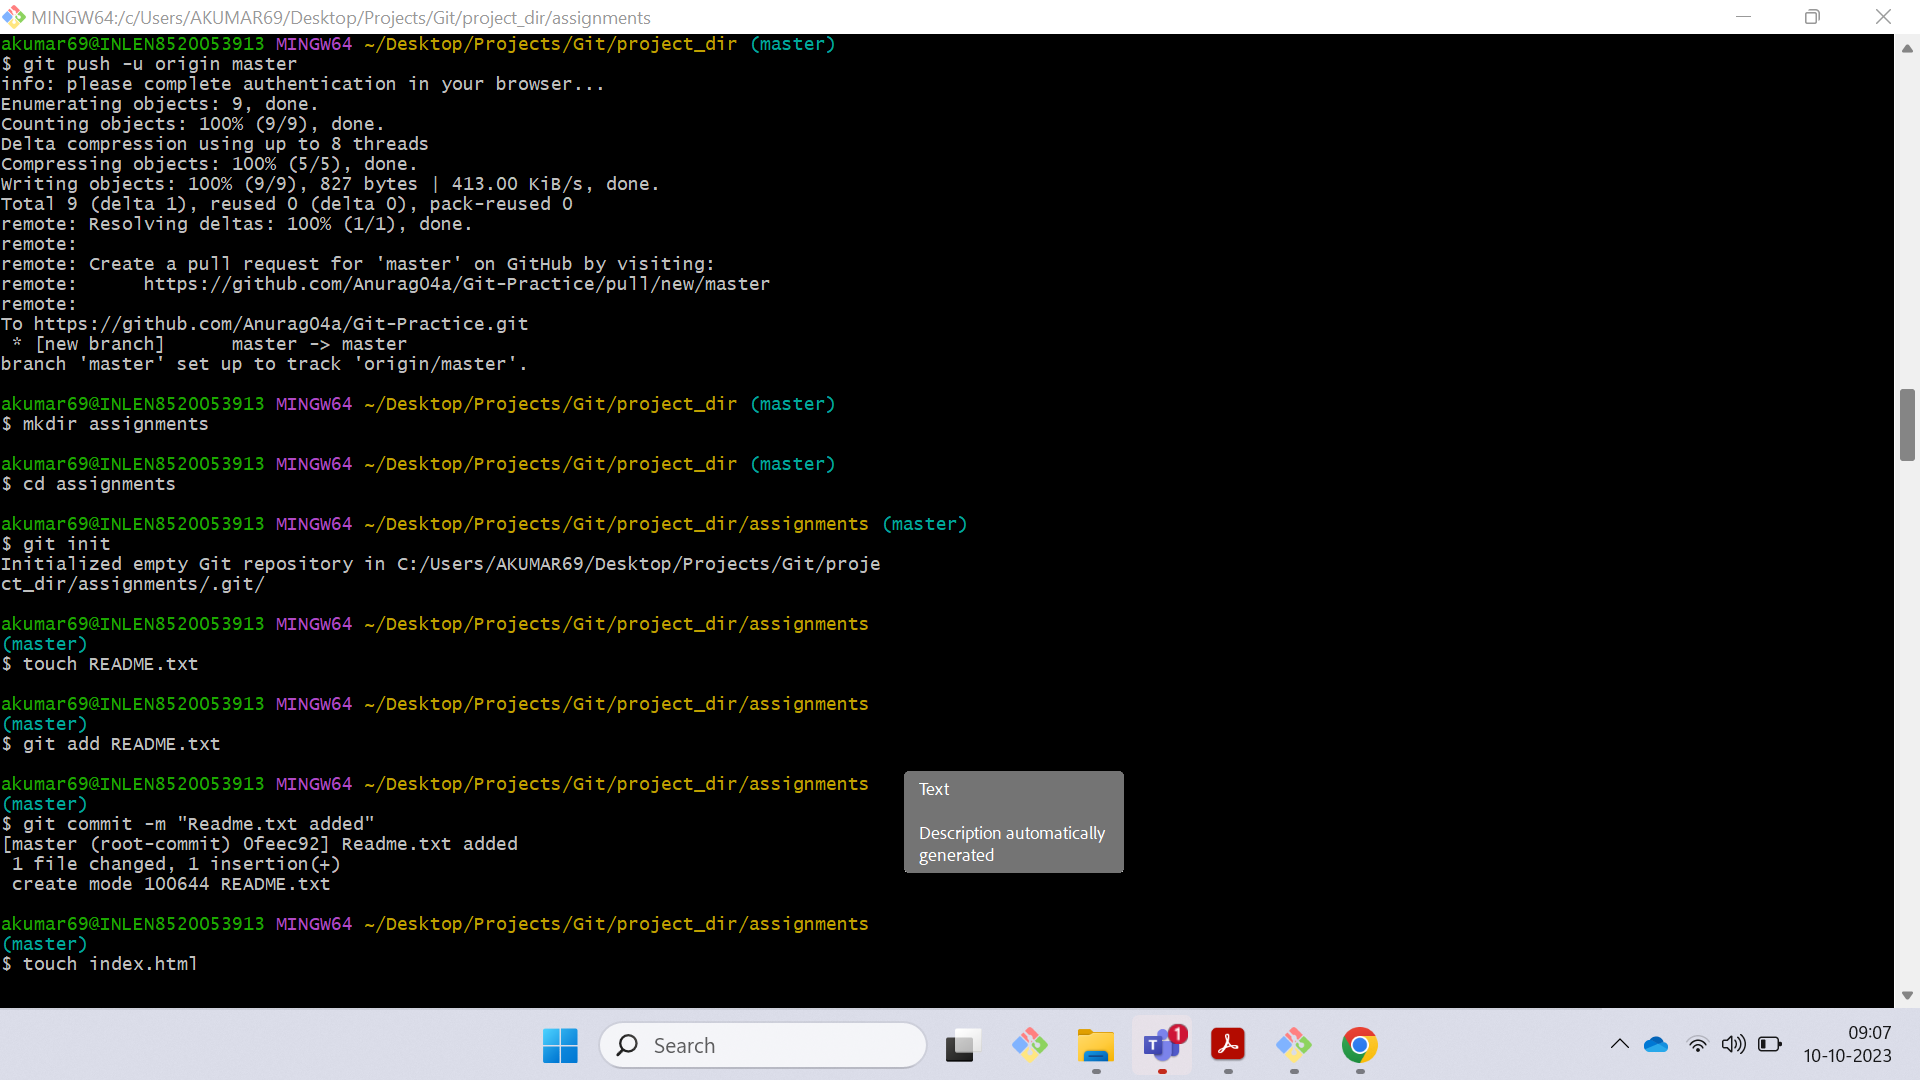 MINGW64:/c/Users/AKUMAR69/Desktop/Projects/Git/project_dir/assignments
akumar69@INLEN8520053913 MINGW64 ~/Desktop/Projects/Git/project_dir (master)
$ git push -u origin master
info: please complete authentication in your browser...
Enumerating objects: 9, done.
Counting objects: 100% (9/9), done.
Delta compression using up to 8 threads
Compressing objects: 100% (5/5), done.
Writing objects: 100% (9/9), 827 bytes | 413.00 KiB/s, done.
Total 9 (delta 1), reused 0 (delta 0), pack-reused 0
remote: Resolving deltas: 100% (1/1), done.
remote:
remote: Create a pull request for 'master' on GitHub by visiting:
remote:      https://github.com/Anurag04a/Git-Practice/pull/new/master
remote:
To https://github.com/Anurag04a/Git-Practice.git
 * [new branch]      master -> master
branch 'master' set up to track 'origin/master'.
akumar69@INLEN8520053913 MINGW64 ~/Desktop/Projects/Git/project_dir (master)
$ mkdir assignments
akumar69@INLEN8520053913 MINGW64 ~/Desktop/Projects/Git/project_dir (master)
$ cd assignments
akumar69@INLEN8520053913 MINGW64 ~/Desktop/Projects/Git/project_dir/assignments (master)
$ git init
Initialized empty Git repository in C:/Users/AKUMAR69/Desktop/Projects/Git/proje
ct_dir/assignments/.git/
akumar69@INLEN8520053913 MINGW64 ~/Desktop/Projects/Git/project_dir/assignments
(master)
$ touch README.txt
akumar69@INLEN8520053913 MINGW64 ~/Desktop/Projects/Git/project_dir/assignments
(master)
$ git add README.txt
akumar69@INLEN8520053913 MINGW64 ~/Desktop/Projects/Git/project_dir/assignments
(master)
$ git commit -m "Readme.txt added"
[master (root-commit) 0feec92] Readme.txt added
 1 file changed, 1 insertion(+)
 create mode 100644 README.txt
akumar69@INLEN8520053913 MINGW64 ~/Desktop/Projects/Git/project_dir/assignments
(master)
$ touch index.html
Text
Description automatically
generated
Search
1
09:07
10-10-2023